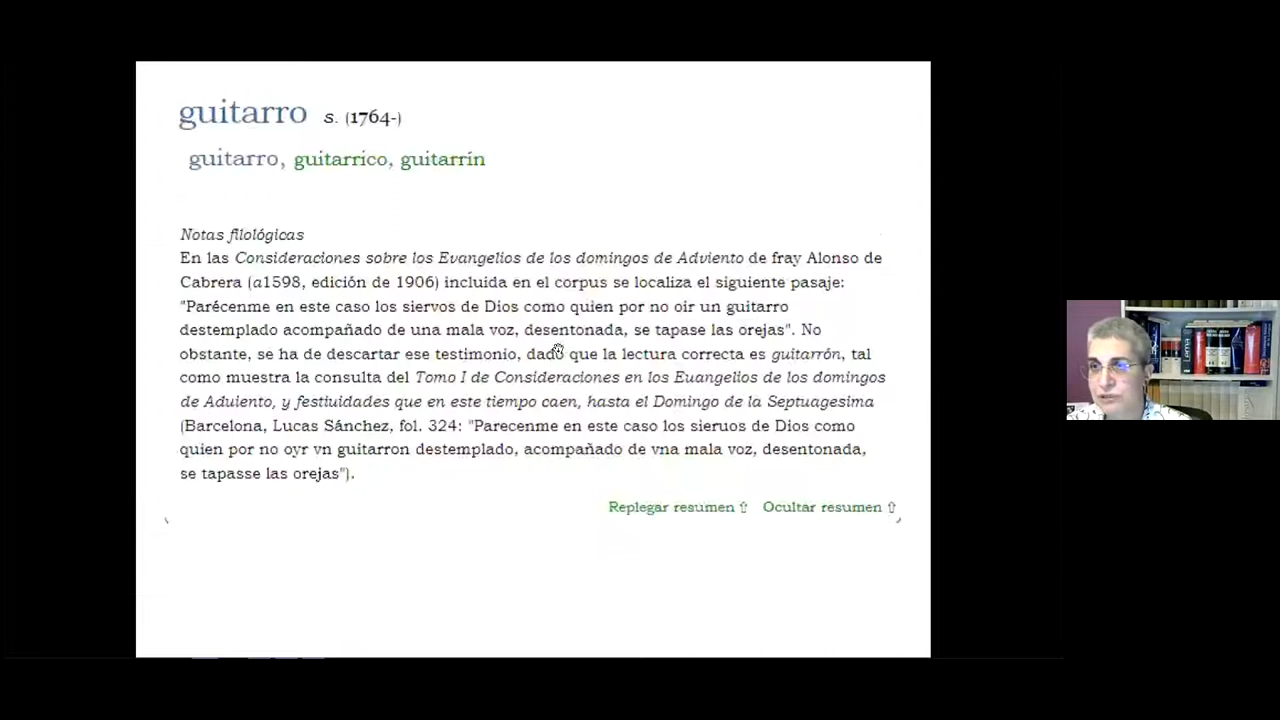 guitarro s. (1764-)
guitarro, guitarrico, guitarrín
Notas filológicas
En las Consideraciones sobre los Evangelios de los domingos de Adviento de fray Alonso de
Cabrera (a1598, edición de 1906) incluida en el corpus se localiza el siguiente pasaje:
"Parécenme en este caso los siervos de Dios como quien por no oir un guitarro
destemplado acompañado de una mala voz, desentonada, se tapase las orejas". No
obstante, se ha de descartar ese testimonio, dado que la lectura correcta es guitarrón, tal
como muestra la consulta del Tomo I de Consideraciones en los Euangelios de los domingos
de Aduiento, y festiuidades que en este tiempo caen, hasta el Domingo de la Septuagesima
(Barcelona, Lucas Sánchez, fol. 324: "Parecenme en este caso los sieruos de Dios como
quien por no oyr vn guitarron destemplado, acompañado de vna mala voz, desentonada,
se tapasse las orejas").
Replegar resumen ⇧ Ocultar resumen ⇧
Lema